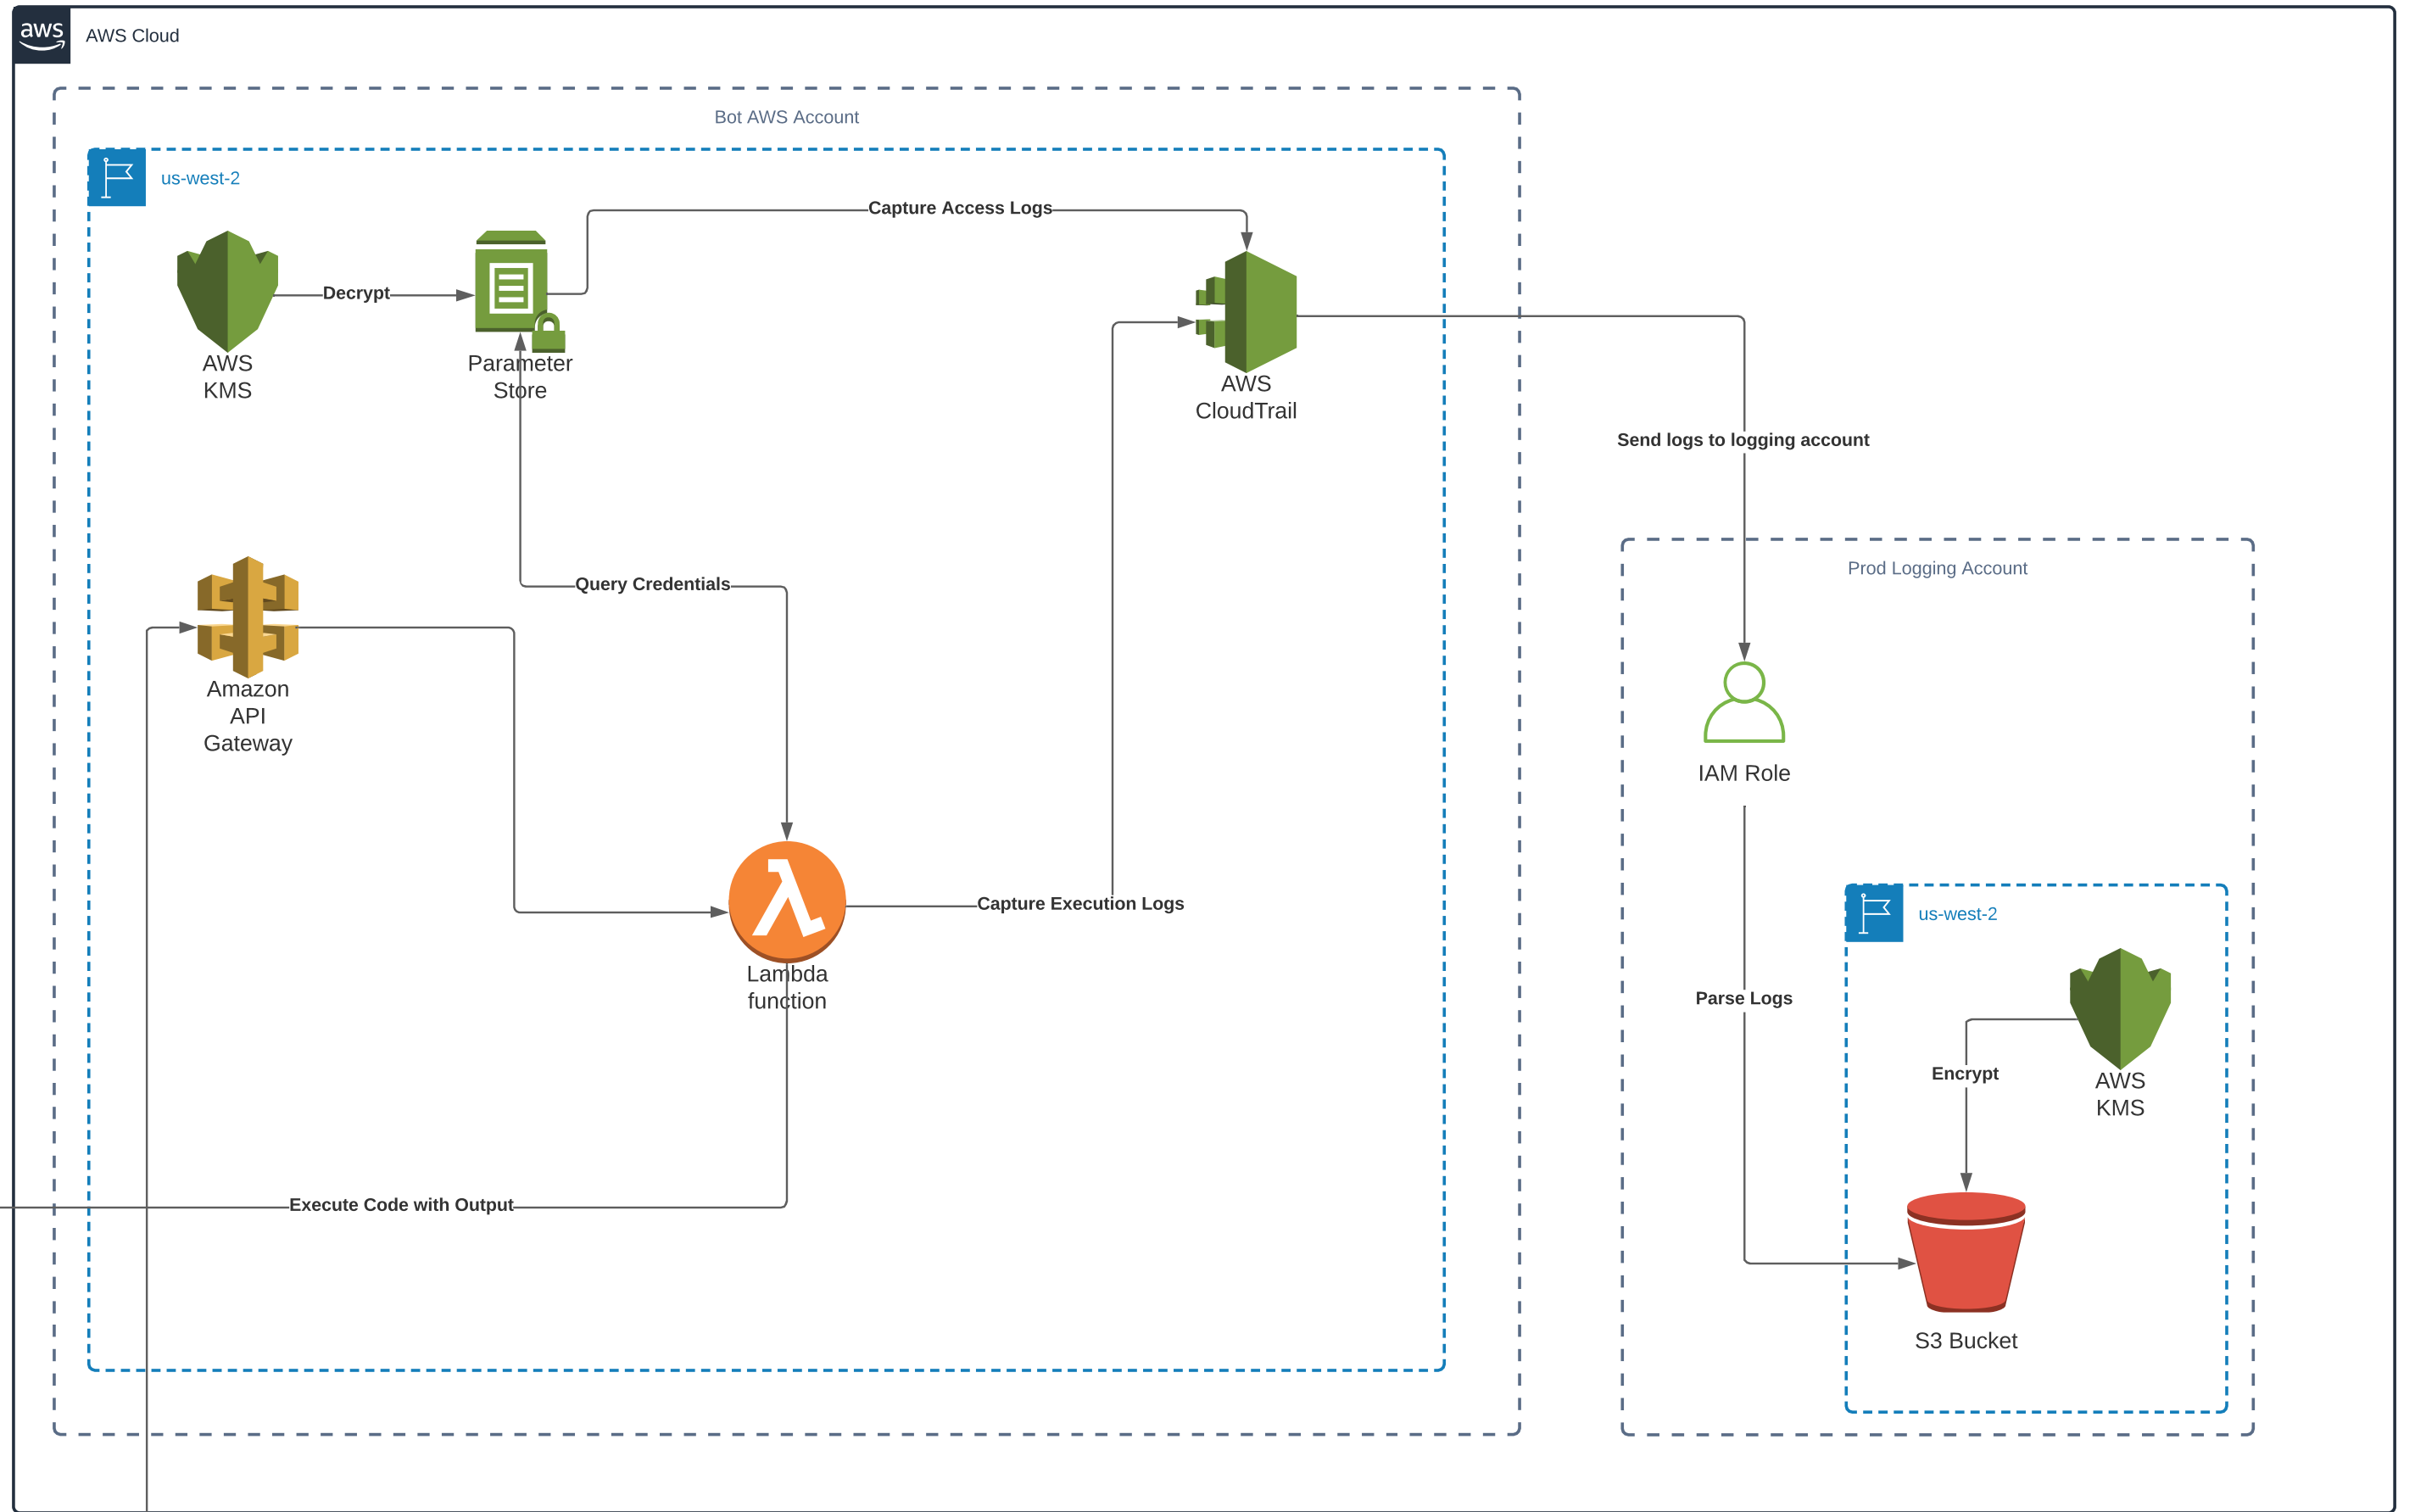 aws
AWS Cloud
Bot AWS Account
us-west-2
Capture Access Logs
Decrypt
AWS
KMS
Parameter
Store
AWS
CloudTrail
Send logs to logging account
Query Credentials
Prod Logging Account
Amazon
API
Gateway
IAM Role
Capture Execution Logs
us-west-2
Lambda
function
Parse Logs
Encrypt
AWS
KMS
Execute Code with Output
S3 Bucket